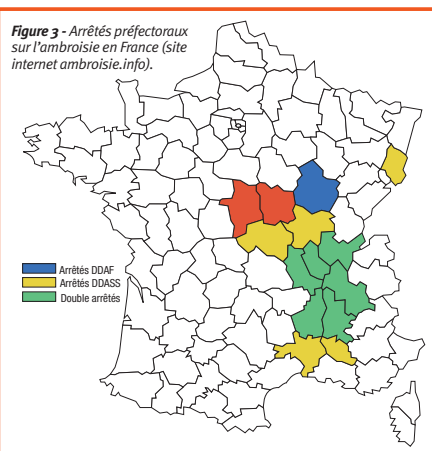 Figure 3 - Arrêtés préfectoraux
sur l'ambroisie en France (site
internet ambroisie.info).
Arrêtés DDAF
Arrêtés DDASS
Double arrêtés